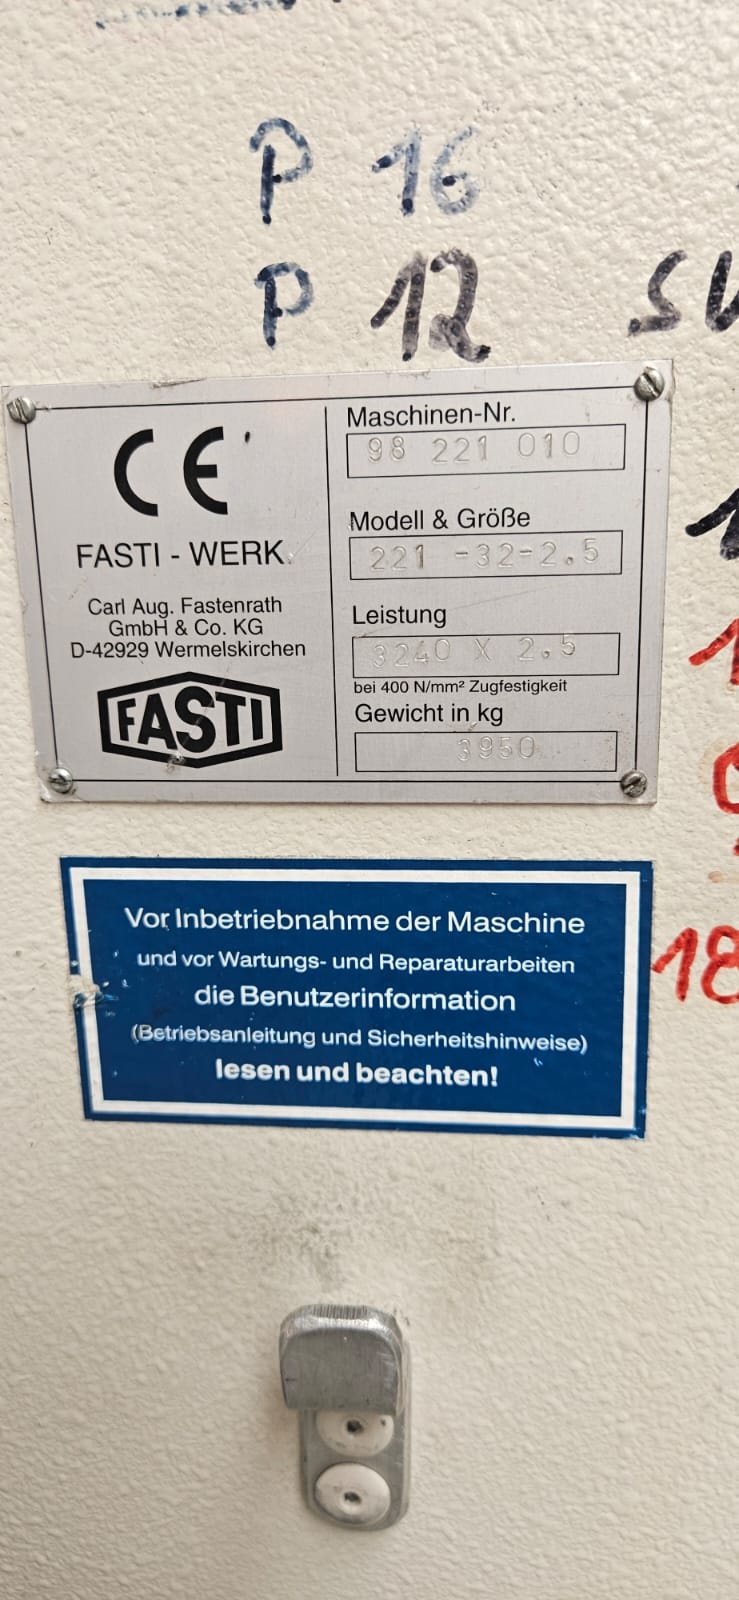 P 16
P 12 SV
CE
FASTI - WERK
Carl Aug. Fastenrath
GmbH & Co. KG
D-42929 Wermelskirchen
FASTI
Maschinen-Nr.
98 221 010
Modell & Größe
221 -32-2.5
Leistung
3240 X 2.5
bei 400 N/mm² Zugfestigkeit
Gewicht in kg
3950
Vor Inbetriebnahme der Maschine
und vor Wartungs- und Reparaturarbeiten
die Benutzerinformation
(Betriebsanleitung und Sicherheitshinweise)
lesen und beachten!
18